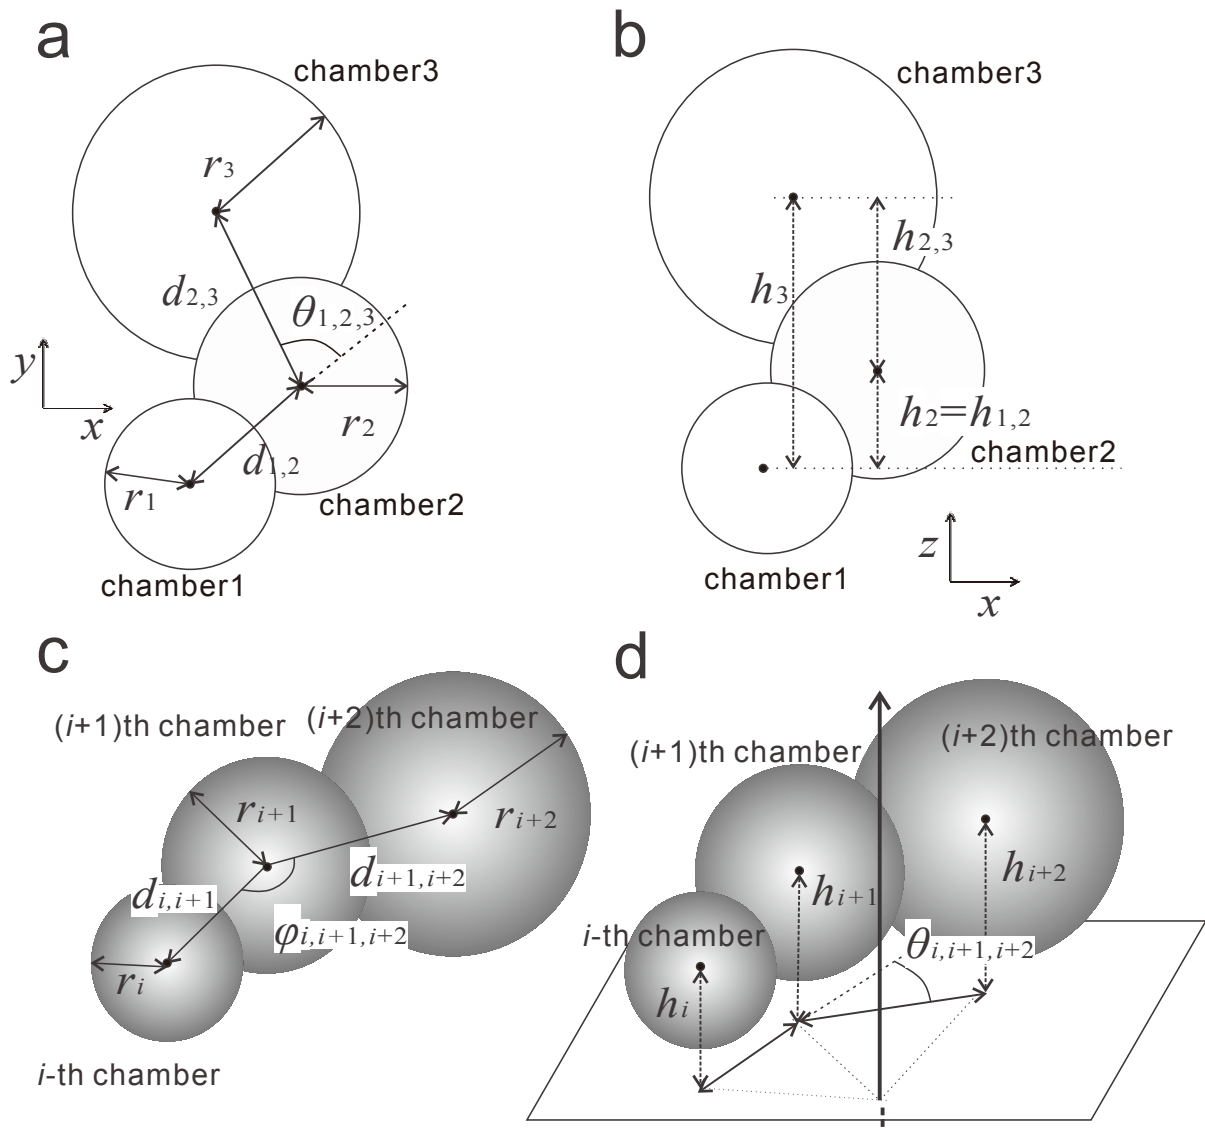 a
chamber3
r3
d2,3
θ1,2,3
y
x
r2
d1,2
r1
chamber2
chamber1
b
chamber3
h2,3
h3
h2=h1,2
chamber2
chamber1
z
x
c
(i+1)th chamber
(i+2)th chamber
ri+1
ri+2
di,i+1
di+1,i+2
φi,i+1,i+2
ri
i-th chamber
d
(i+1)th chamber
(i+2)th chamber
hi+1
hi+2
i-th chamber
θi,i+1,i+2
hi